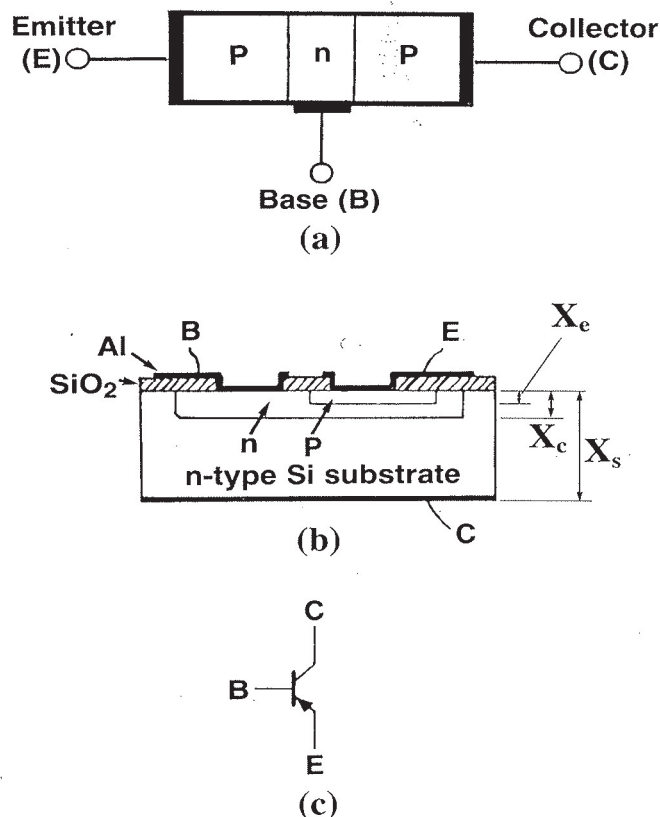 Emitter
(E)
P
n
P
Collector
(C)
Base (B)
(a)
Al
B
E
Xe
SiO2
n
P
Xc
Xs
n-type Si substrate
C
(b)
C
B
E
(c)